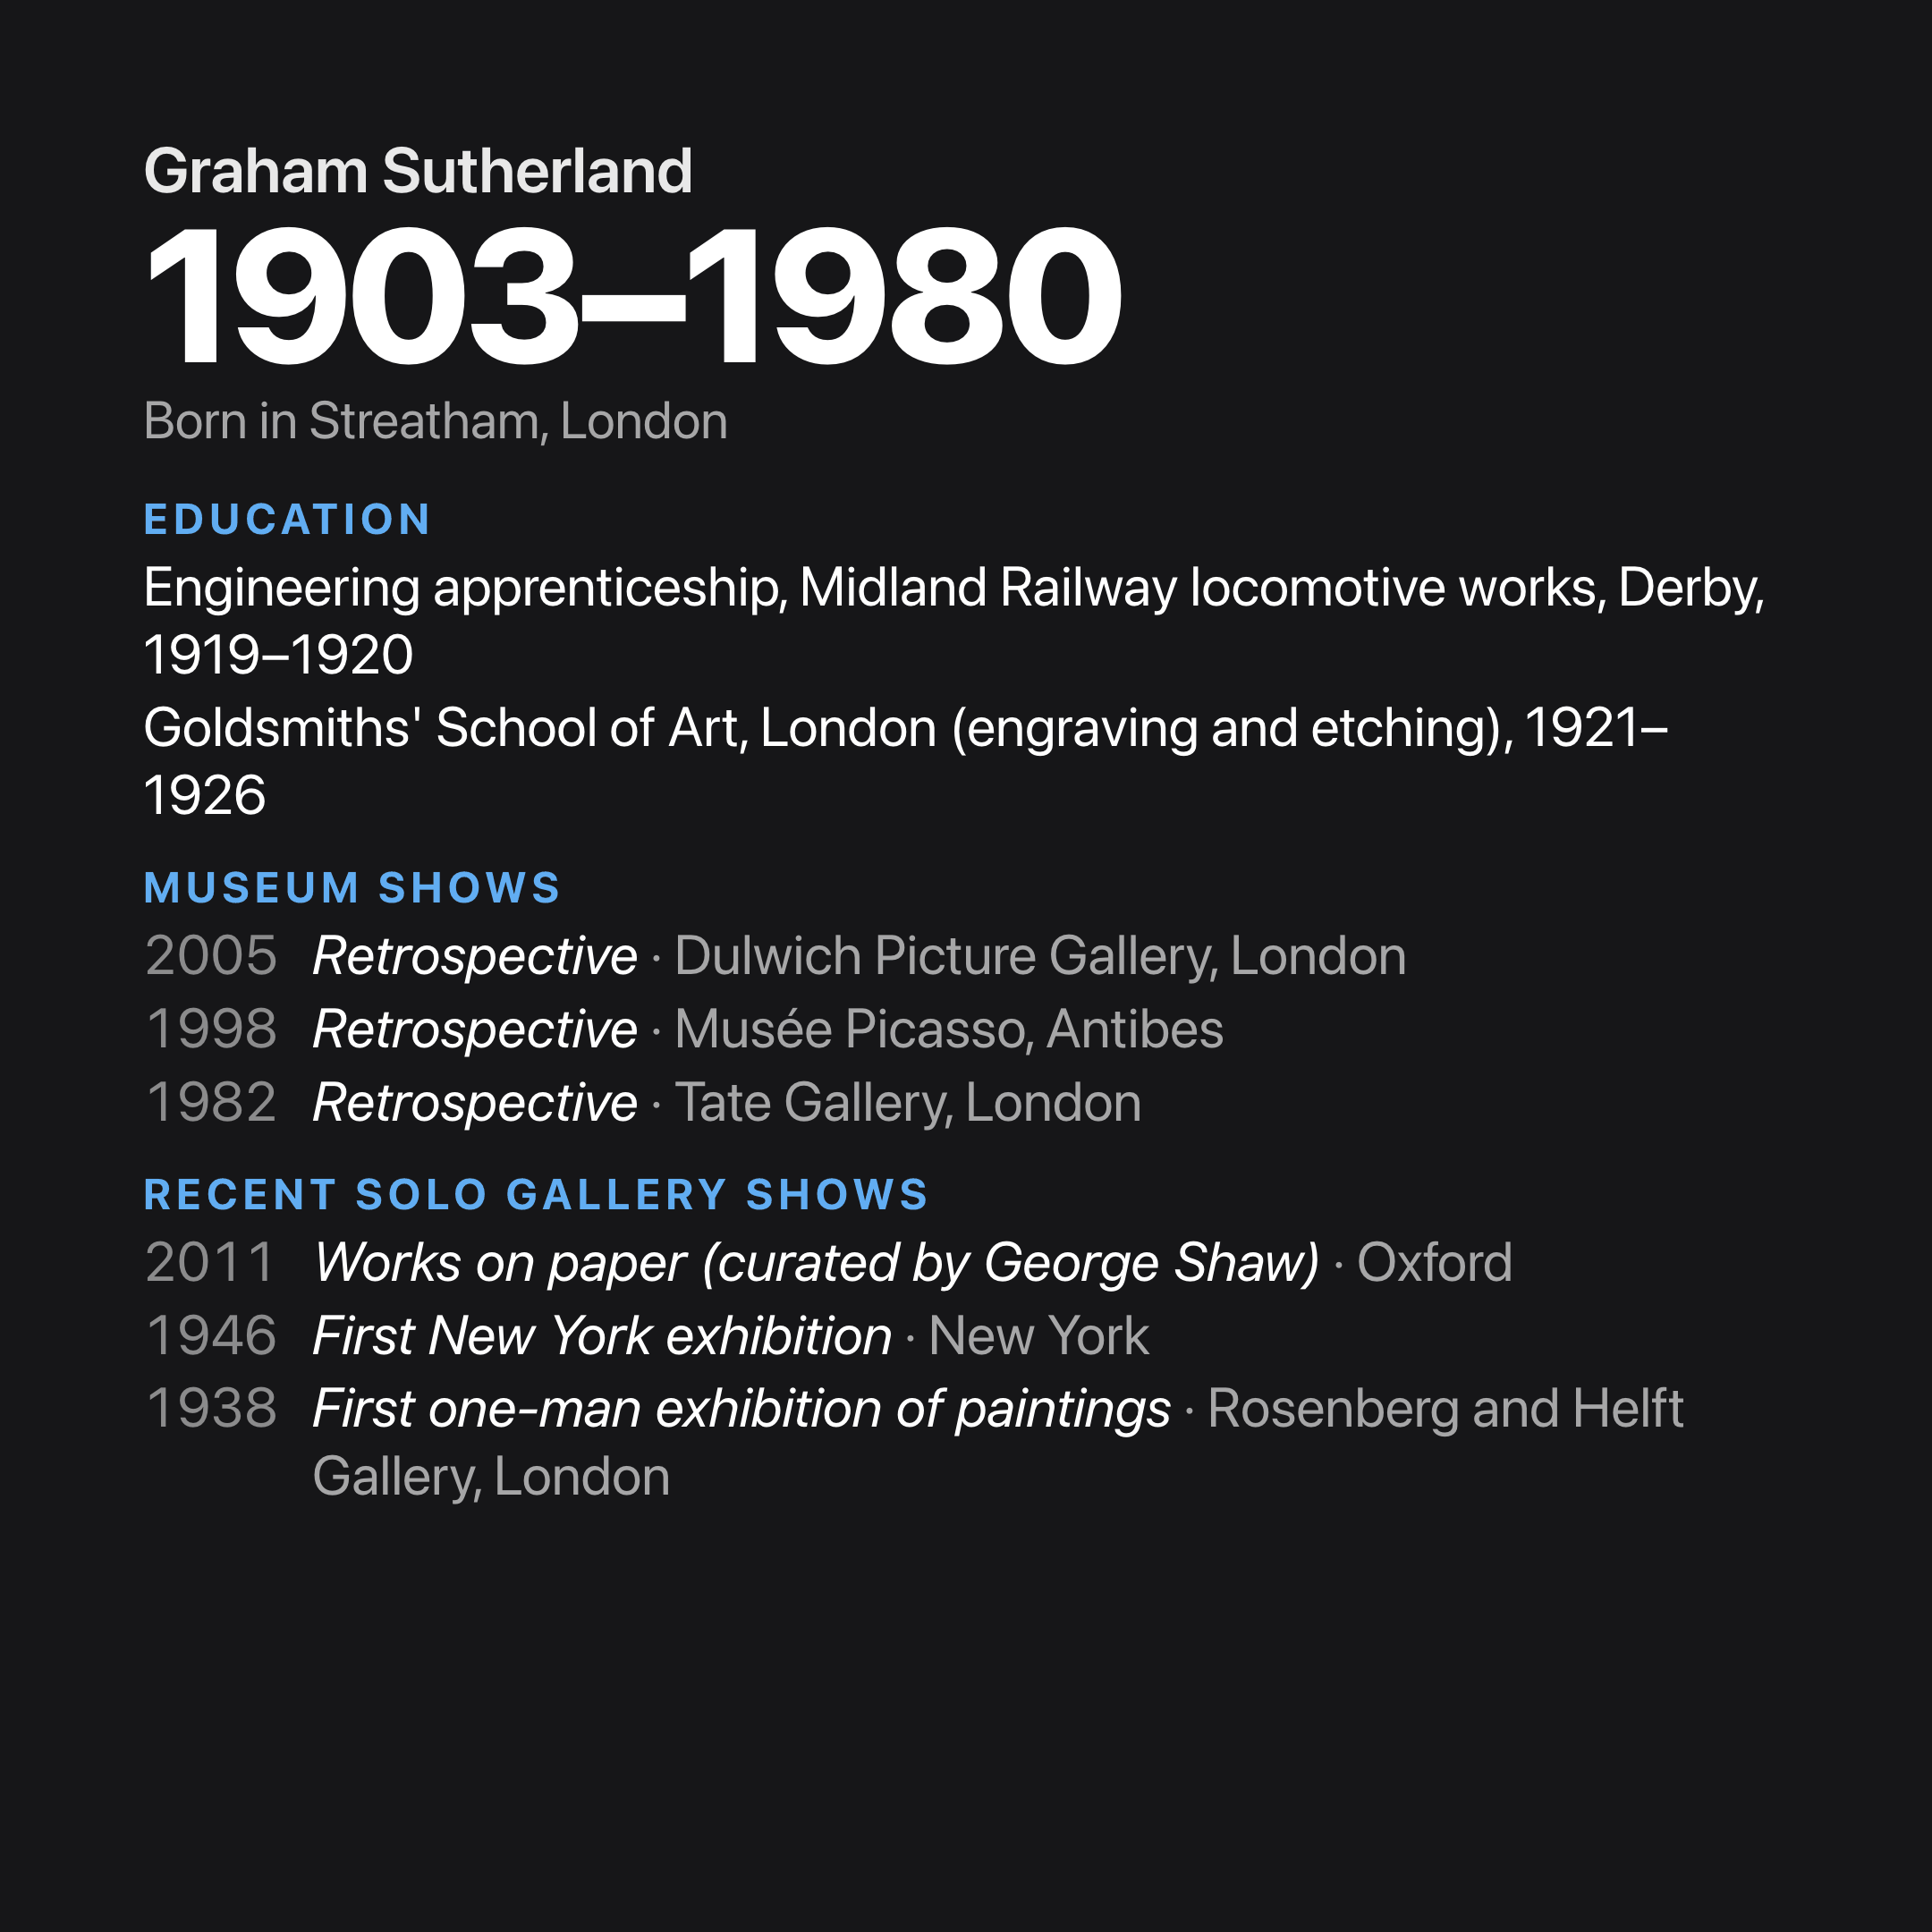 Graham Sutherland
1903–1980
Born in Streatham, London
EDUCATION
Engineering apprenticeship, Midland Railway locomotive works, Derby,
1919–1920
Goldsmiths' School of Art, London (engraving and etching), 1921–
1926
MUSEUM SHOWS
2005 Retrospective · Dulwich Picture Gallery, London
1998 Retrospective · Musée Picasso, Antibes
1982 Retrospective · Tate Gallery, London
RECENT SOLO GALLERY SHOWS
2011 Works on paper (curated by George Shaw) · Oxford
1946 First New York exhibition · New York
1938 First one-man exhibition of paintings · Rosenberg and Helft
Gallery, London